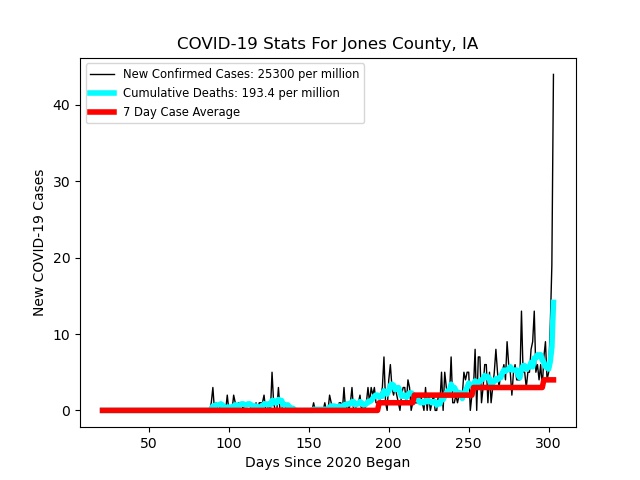 COVID-19 Stats For Jones County, IA
New Confirmed Cases: 25300 per million
Cumulative Deaths: 193.4 per million
7 Day Case Average
New COVID-19 Cases
40
30
20
10
0
50 100 150 200 250 300
Days Since 2020 Began